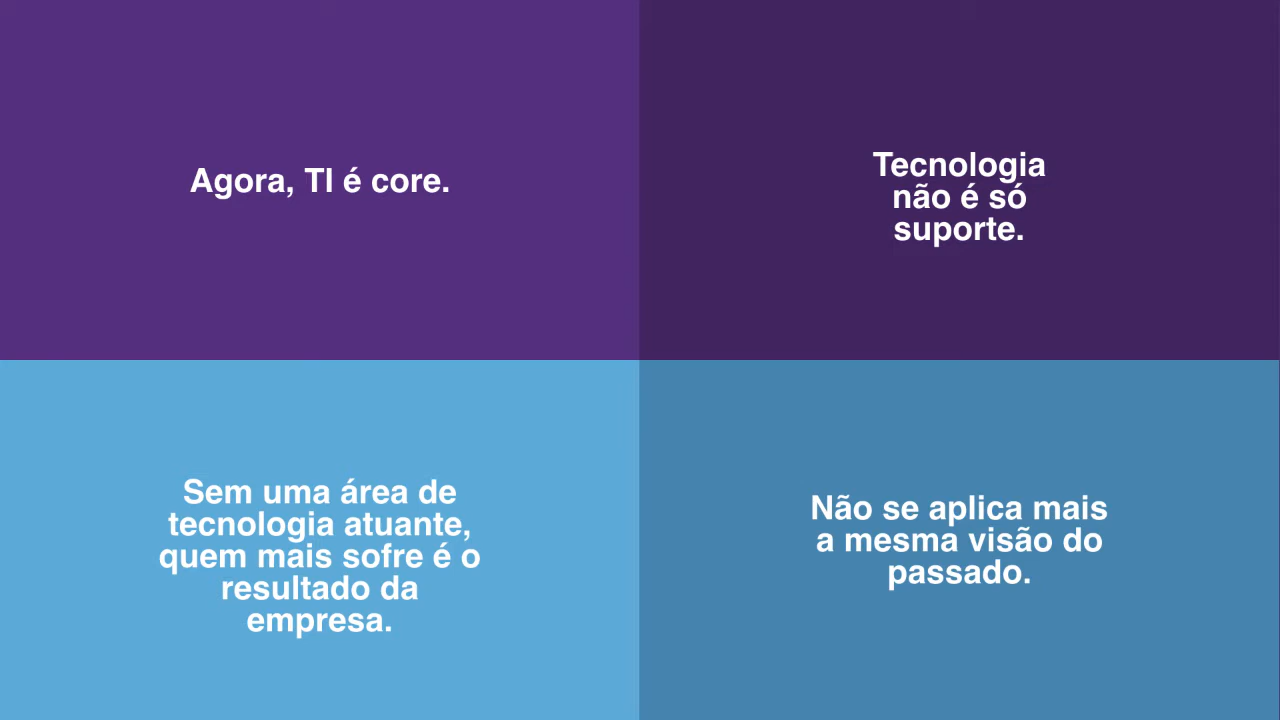 Agora, TI é core.
Tecnologia
não é só
suporte.
Sem uma área de
tecnologia atuante,
quem mais sofre é o
resultado da
empresa.
Não se aplica mais
a mesma visão do
passado.